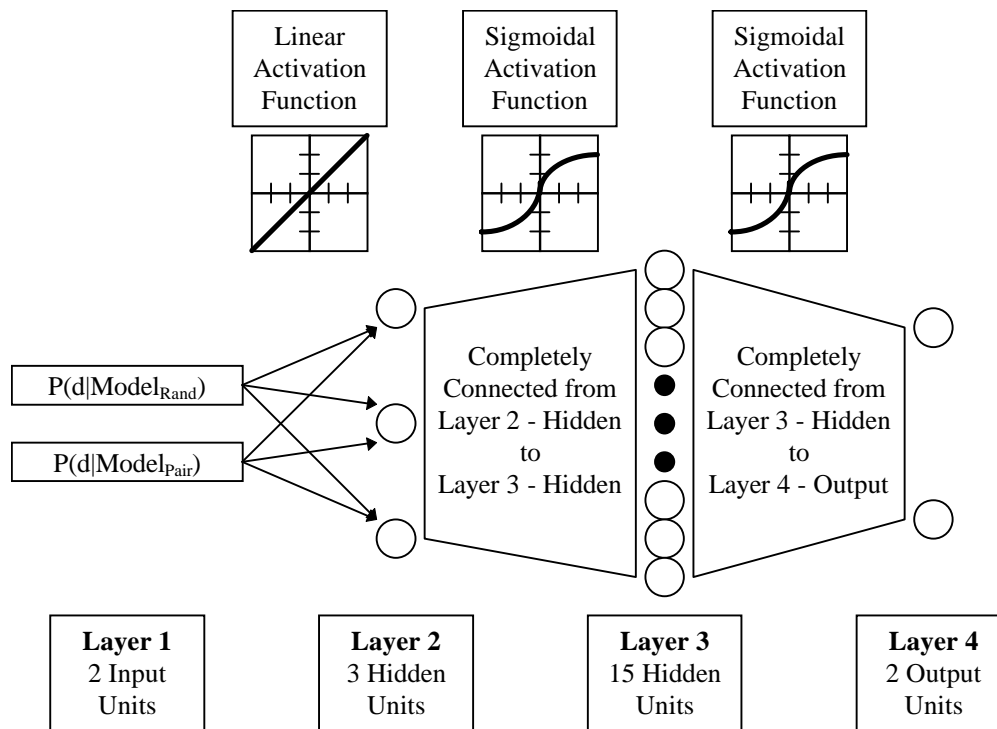 Linear
Activation
Function
Sigmoidal
Activation
Function
Sigmoidal
Activation
Function
P(d|Model_Rand)
P(d|Model_Pair)
Completely
Connected from
Layer 2 - Hidden
to
Layer 3 - Hidden
Completely
Connected from
Layer 3 - Hidden
to
Layer 4 - Output
Layer 1
2 Input
Units
Layer 2
3 Hidden
Units
Layer 3
15 Hidden
Units
Layer 4
2 Output
Units